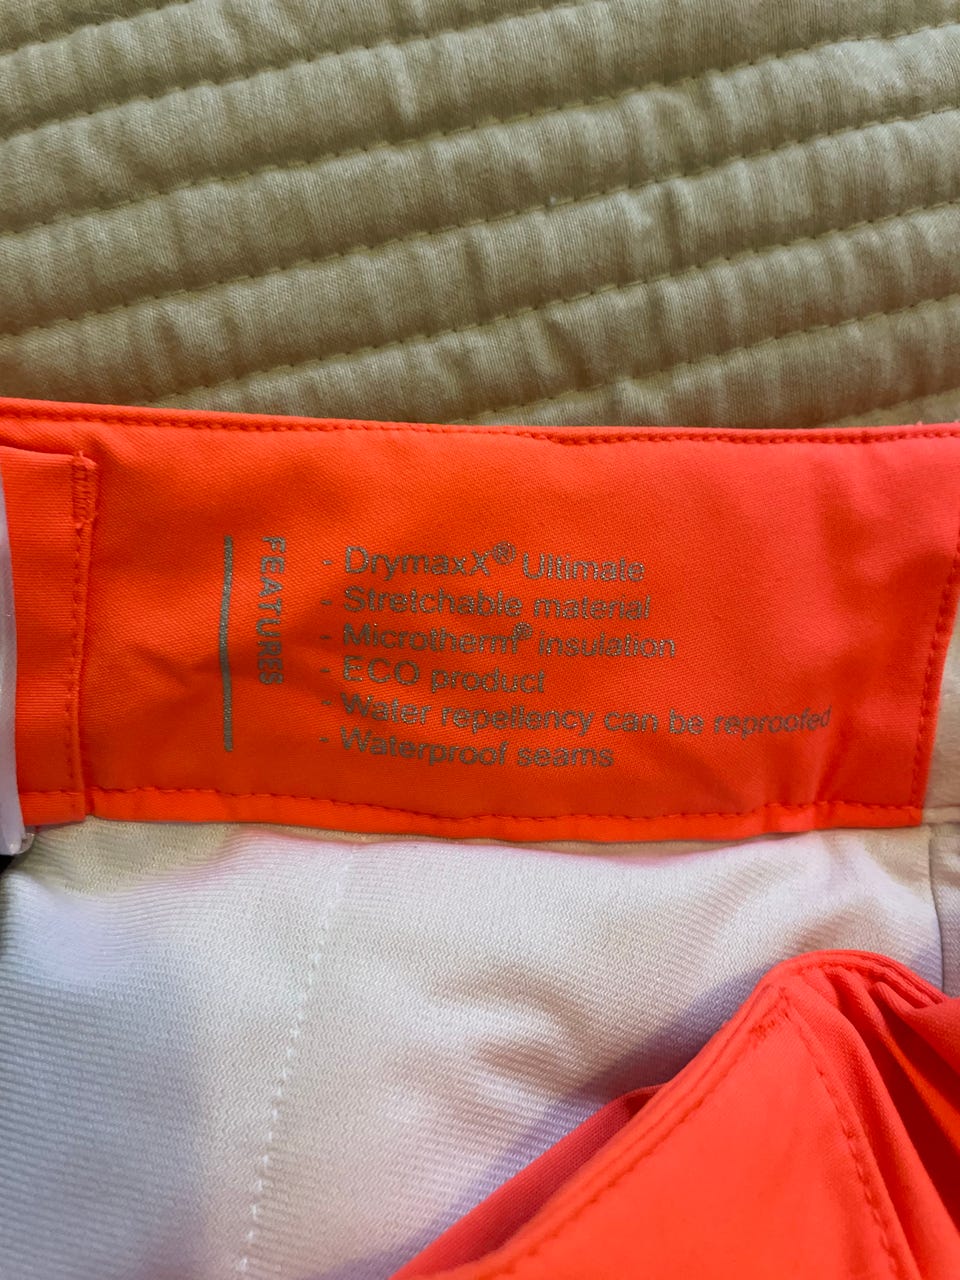 FEATURES
- DrymaxX® Ultimate
- Stretchable material
- Microtherm® insulation
- ECO product
- Water repellency can be reproofed
- Waterproof seams